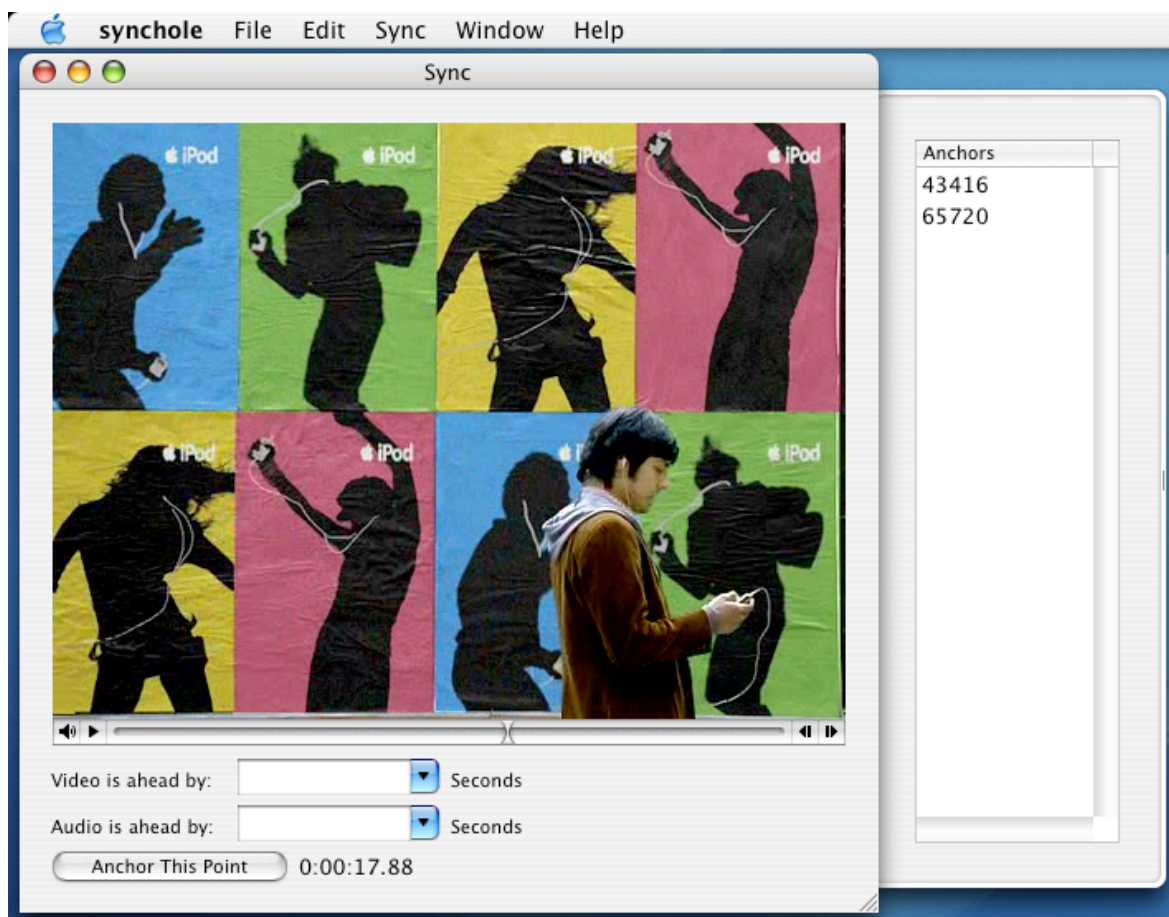 synchole File Edit Sync Window Help
Sync
iPod iPod iPod iPod
iPod iPod iPod
Anchors
43416
65720
Video is ahead by: Seconds
Audio is ahead by: Seconds
Anchor This Point 0:00:17.88